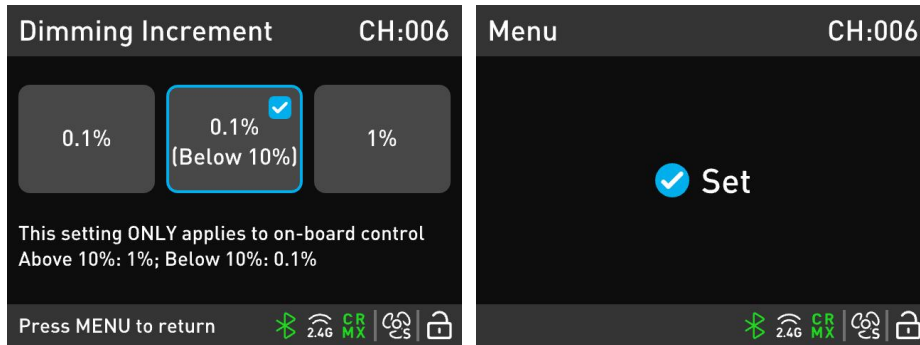 Dimming Increment CH:006
0.1%
0.1%
(Below 10%)
1%
This setting ONLY applies to on-board control
Above 10%: 1%; Below 10%: 0.1%
Press MENU to return 2.4G CR MX S
Menu CH:006
Set
2.4G CR MX S